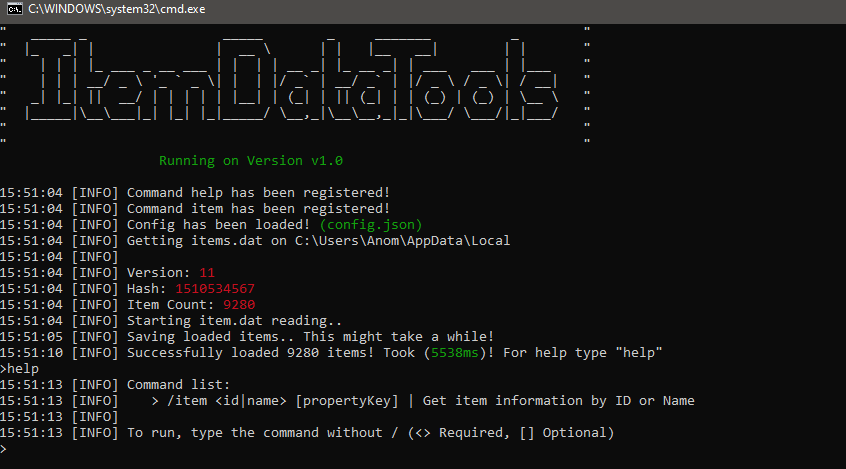 C:\WINDOWS\system32\cmd.exe
ItemDataTools
Running on Version v1.0
15:51:04 [INFO] Command help has been registered!
15:51:04 [INFO] Command item has been registered!
15:51:04 [INFO] Config has been loaded! (config.json)
15:51:04 [INFO] Getting items.dat on C:\Users\Anom\AppData\Local
15:51:04 [INFO]
15:51:04 [INFO] Version: 11
15:51:04 [INFO] Hash: 1510534567
15:51:04 [INFO] Item Count: 9280
15:51:04 [INFO] Starting item.dat reading..
15:51:05 [INFO] Saving loaded items.. This might take a while!
15:51:10 [INFO] Successfully loaded 9280 items! Took (5538ms)! For help type "help"
>help
15:51:13 [INFO] Command list:
15:51:13 [INFO]    > /item <id|name> [propertyKey] | Get item information by ID or Name
15:51:13 [INFO]
15:51:13 [INFO] To run, type the command without / (<> Required, [] Optional)
>